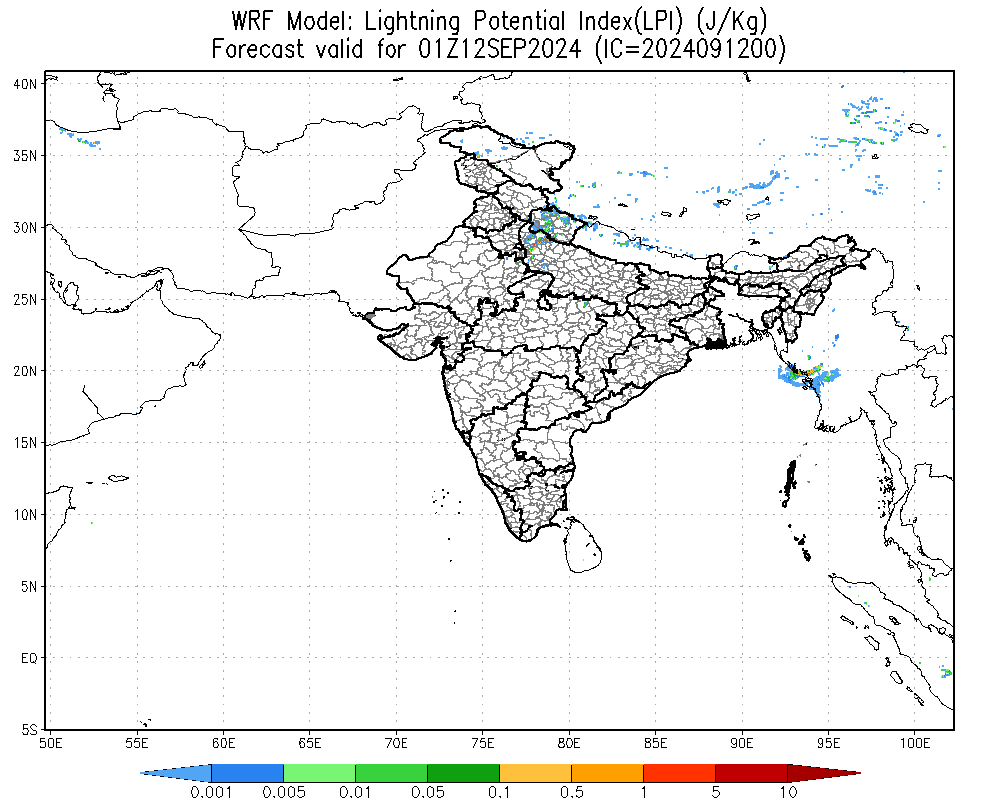 WRF Model: Lightning Potential Index(LPI) (J/Kg)
Forecast valid for 01Z12SEP2024 (IC=2024091200)
40N
35N
30N
25N
20N
15N
10N
5N
EQ
5S
50E 55E 60E 65E 70E 75E 80E 85E 90E 95E 100E
0.001 0.005 0.01 0.05 0.1 0.5 1 5 10